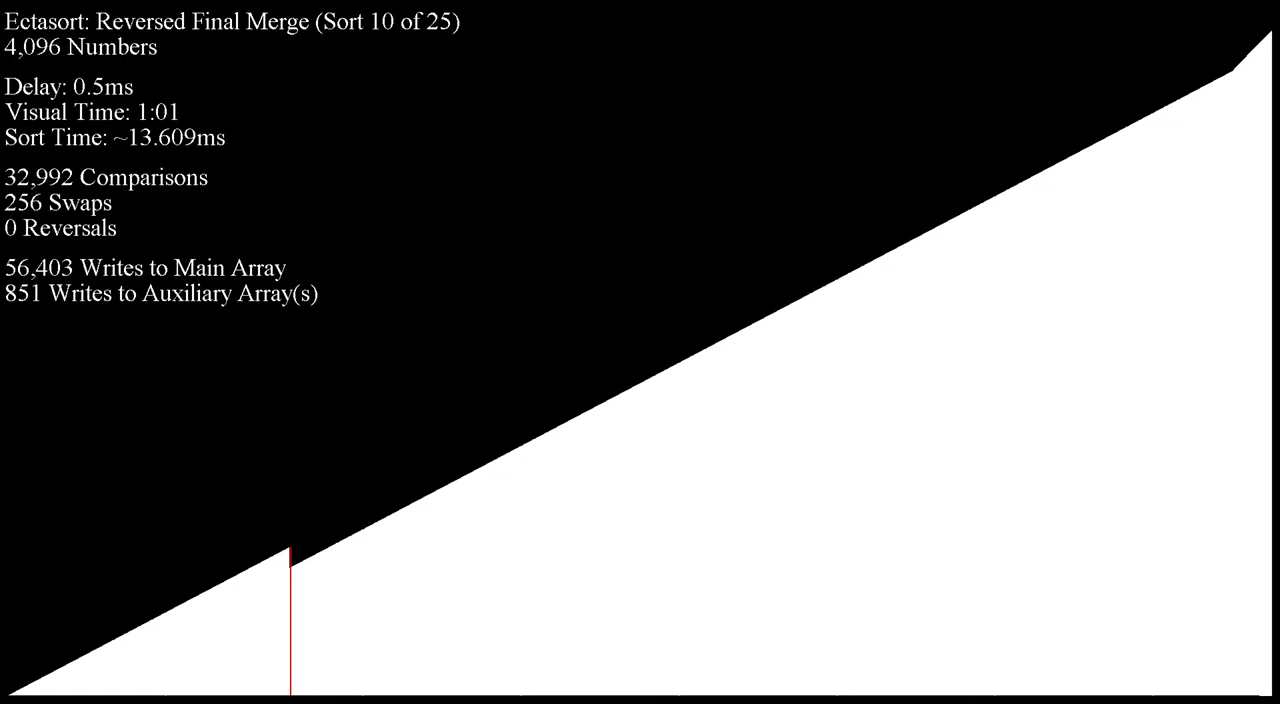 Ectasort: Reversed Final Merge (Sort 10 of 25)
4,096 Numbers
Delay: 0.5ms
Visual Time: 1:01
Sort Time: ~13.609ms
32,992 Comparisons
256 Swaps
0 Reversals
56,403 Writes to Main Array
851 Writes to Auxiliary Array(s)